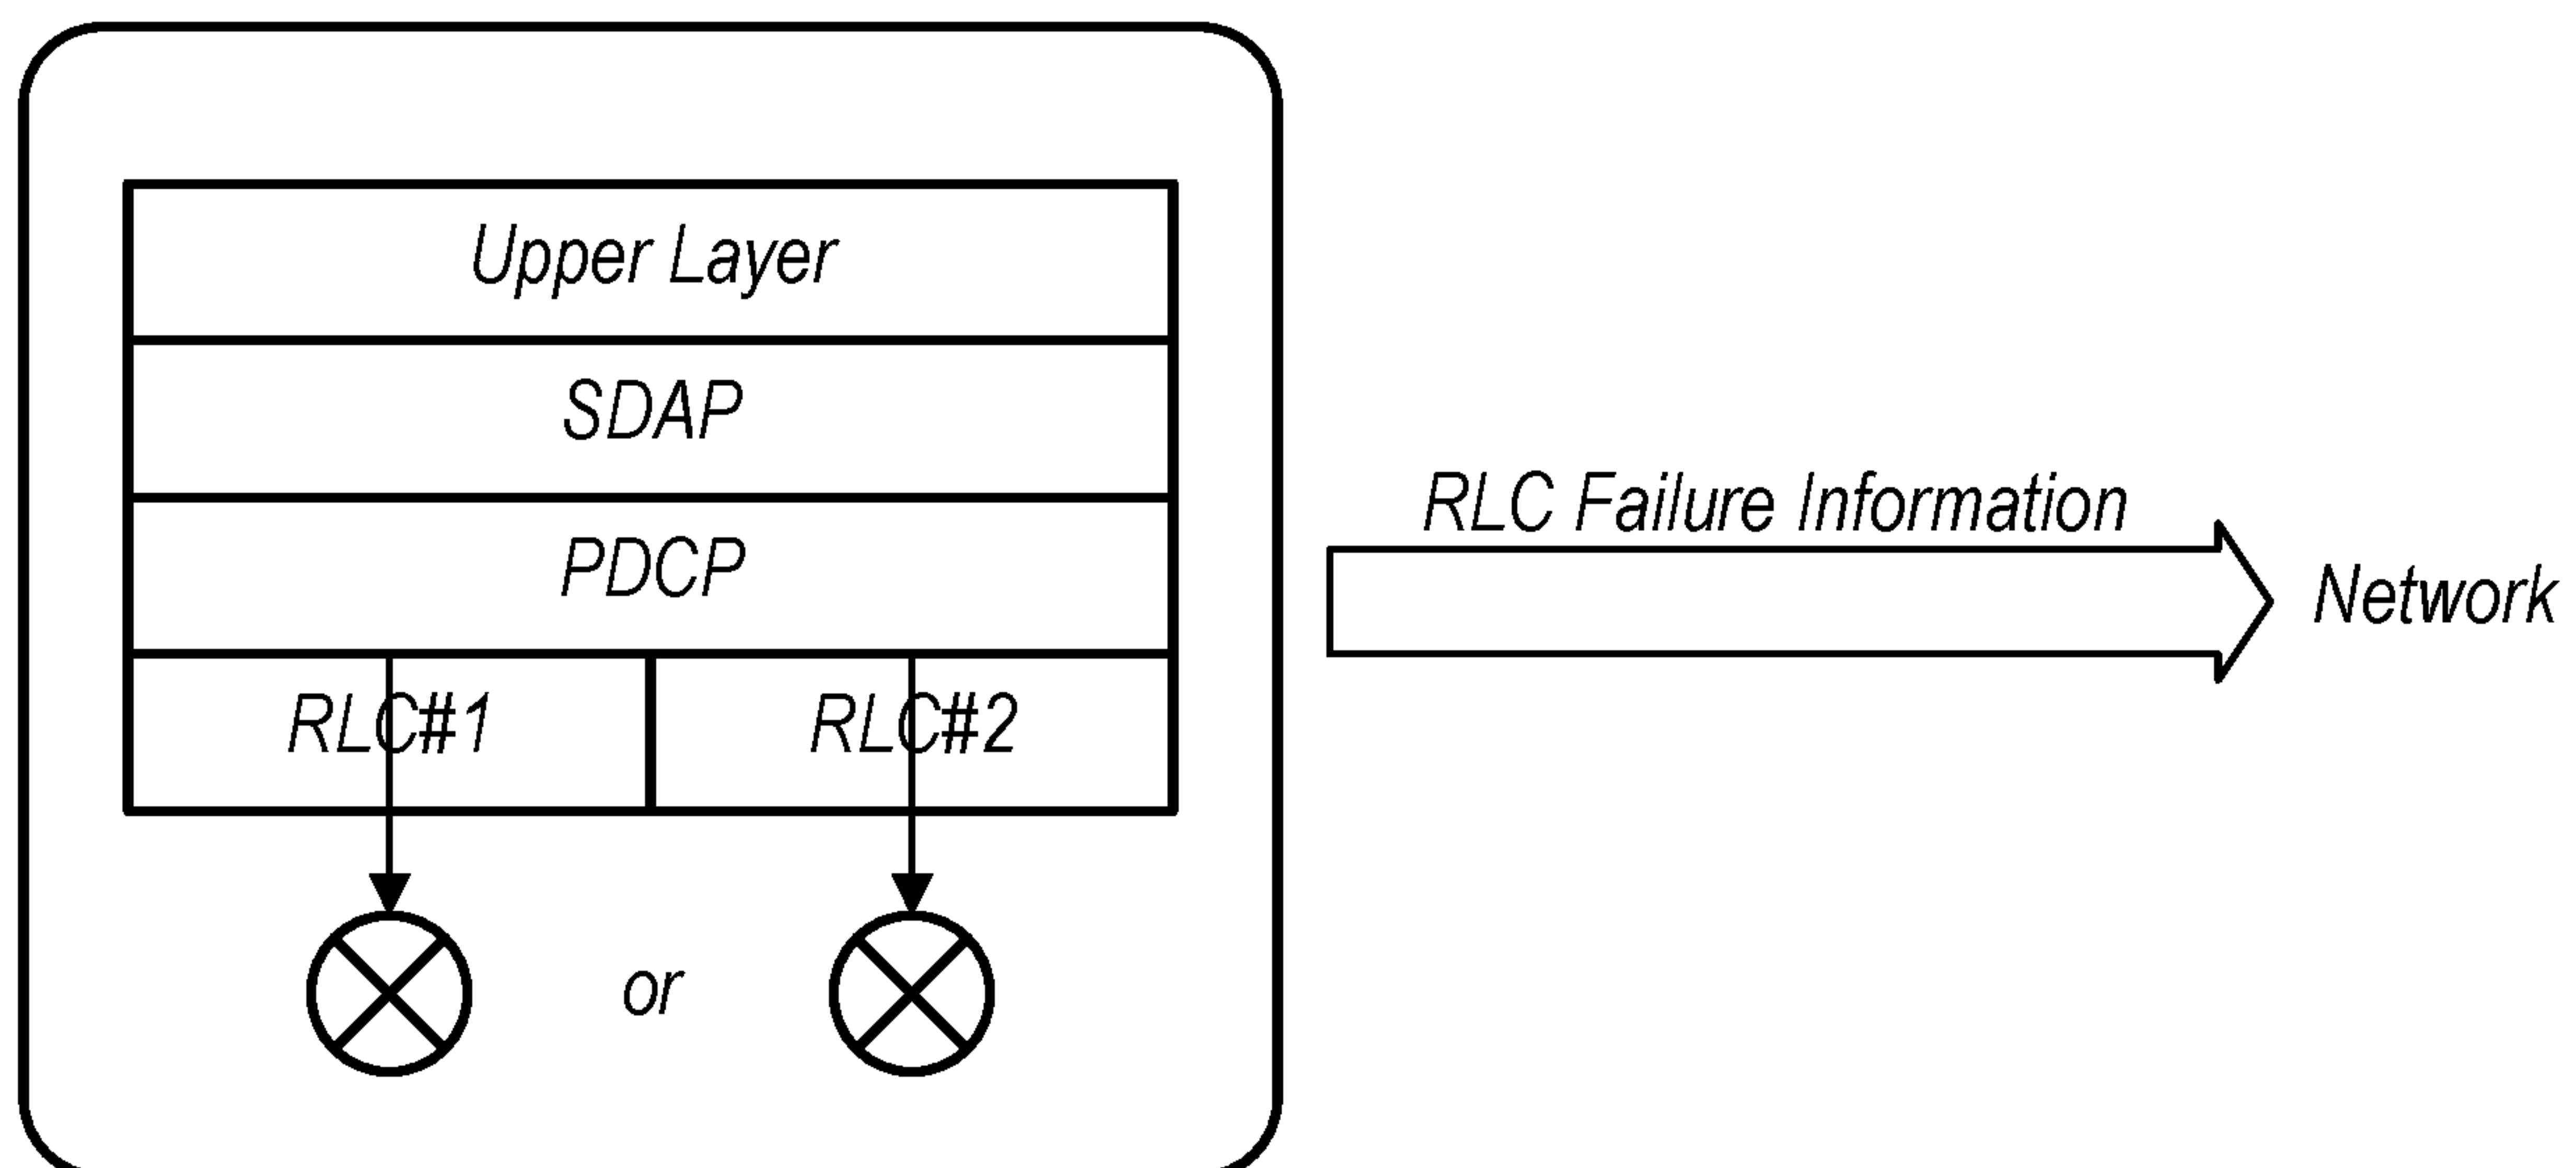 Upper Layer
SDAP
PDCP
RLC#1
RLC#2
or
RLC Failure Information
Network